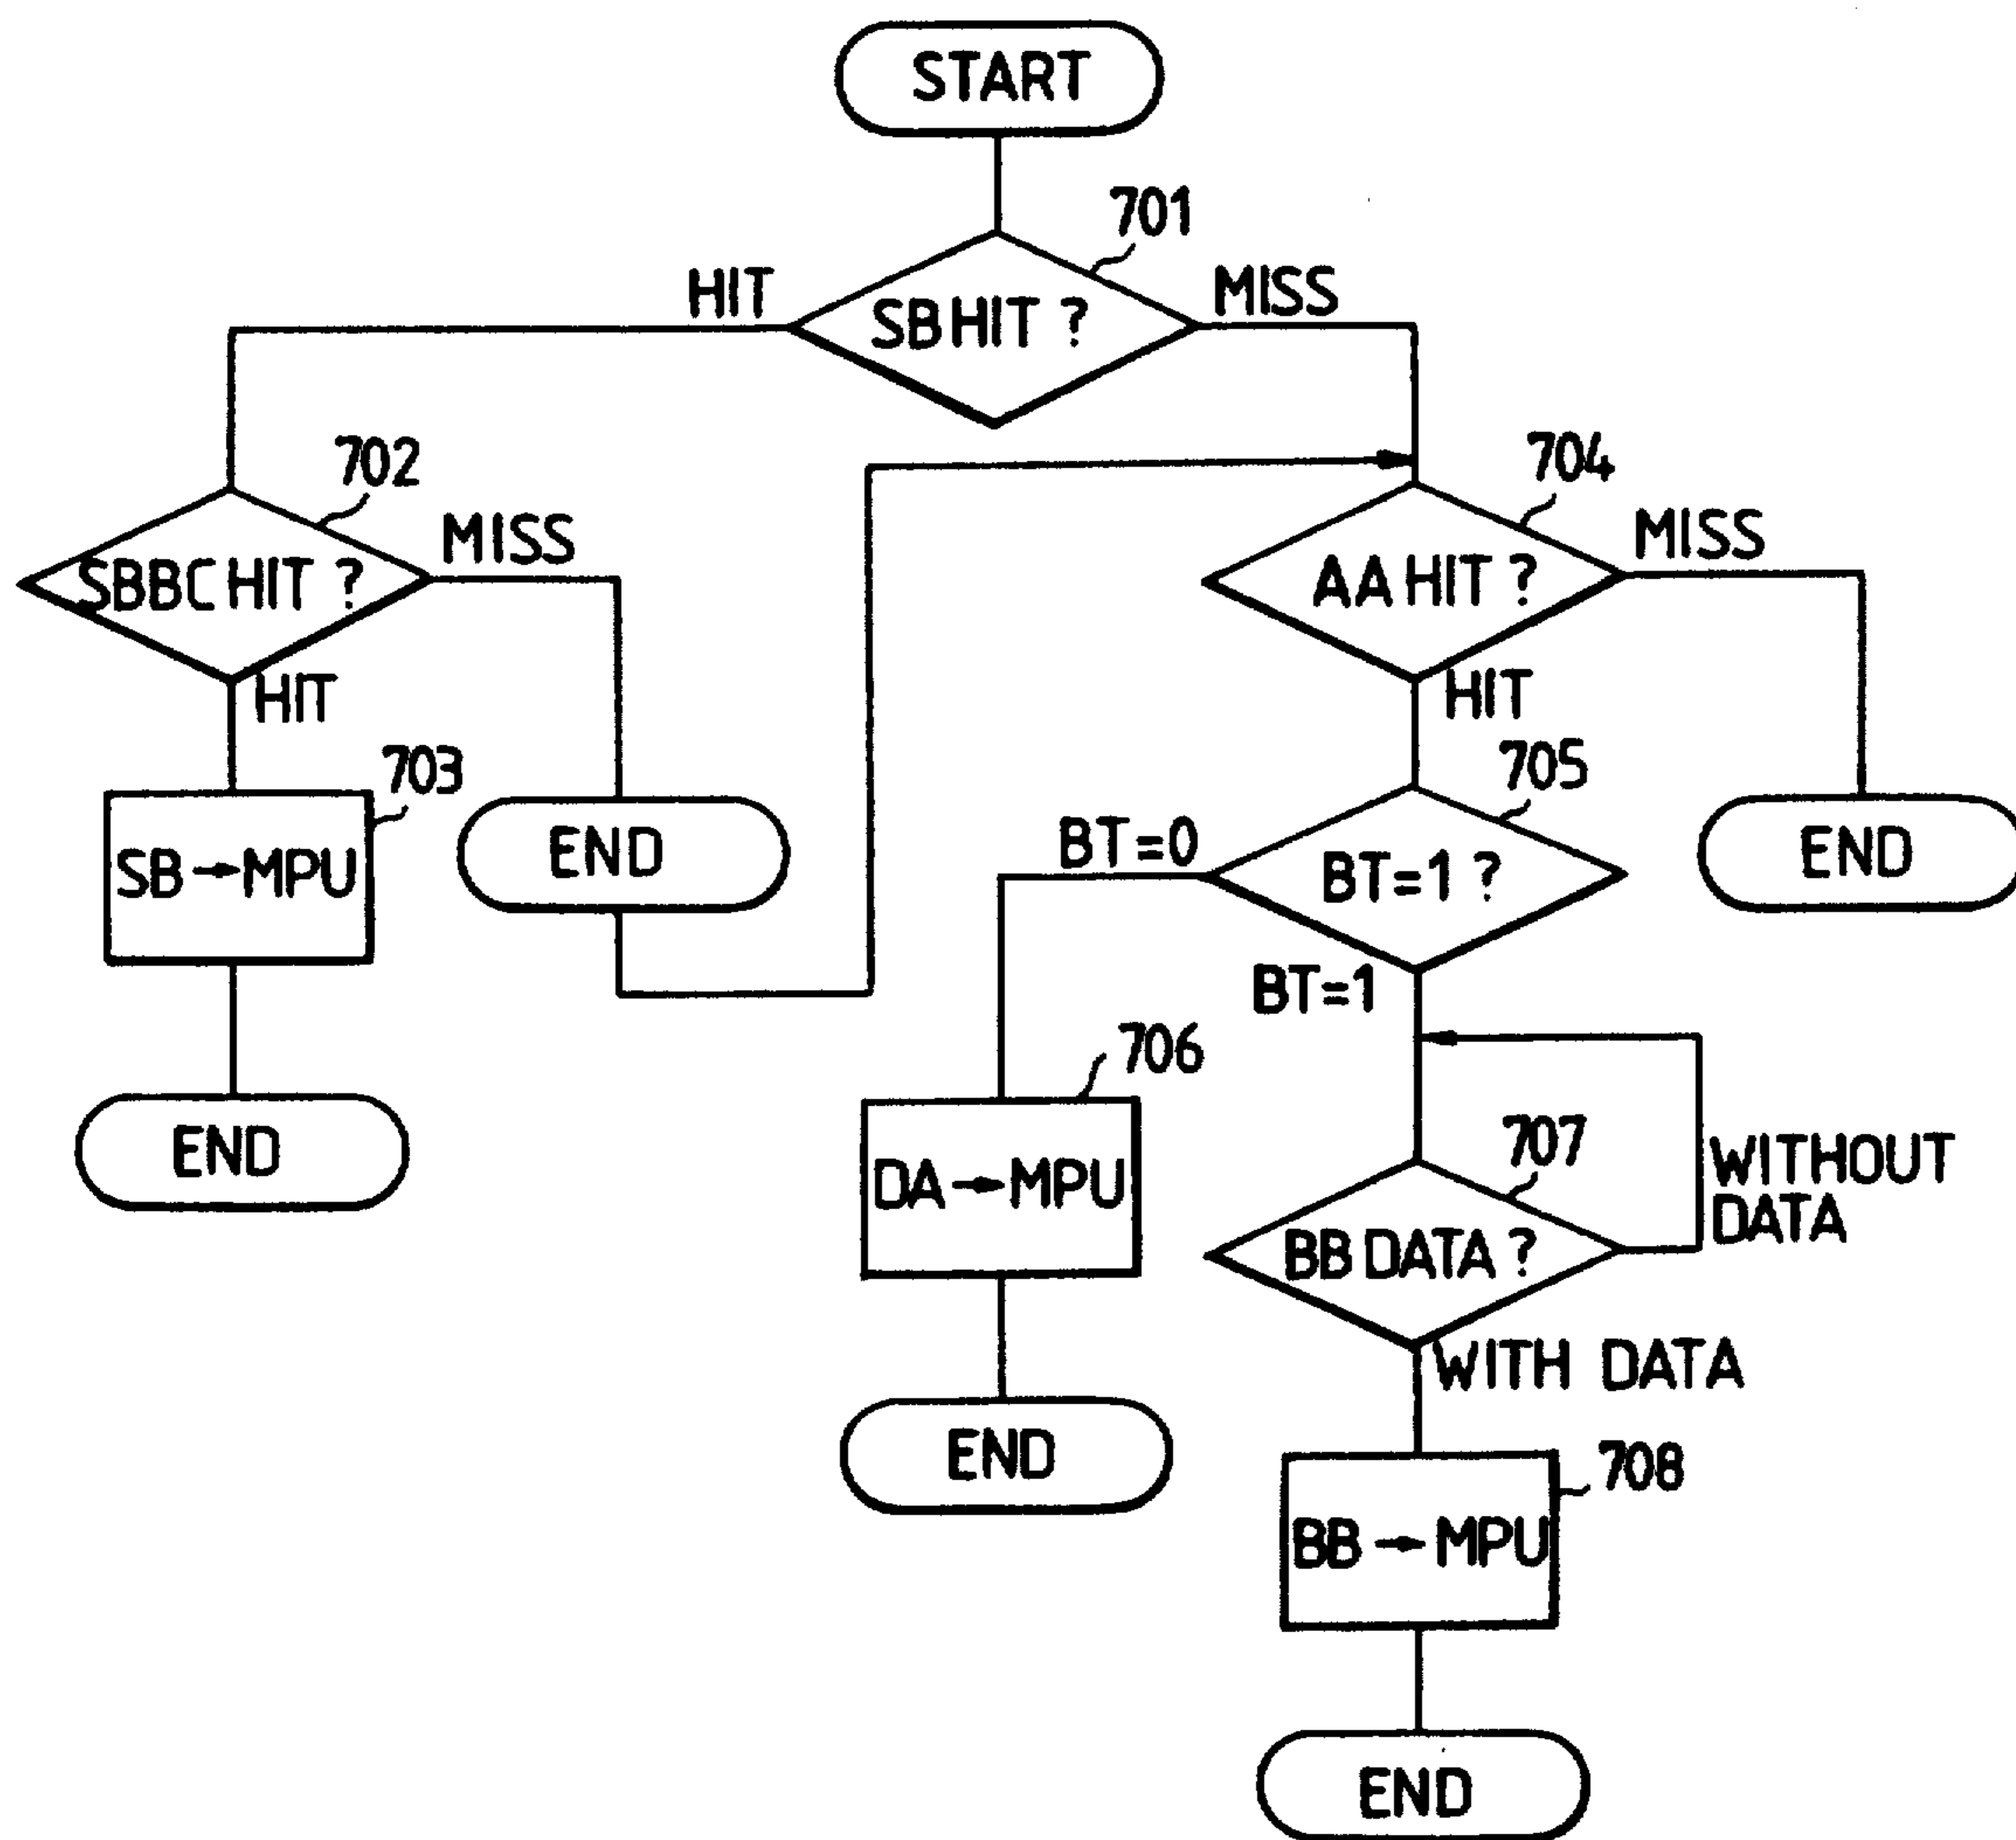 START
701
HIT
MISS
SB HIT ?
702
704
MISS
MISS
SBBC HIT ?
AA HIT ?
HIT
HIT
703
705
BT=0
SB→MPU
END
BT=1 ?
END
BT=1
706
707
WITHOUT
DATA
END
DA→MPU
BB DATA ?
WITH DATA
END
708
BB→MPU
END